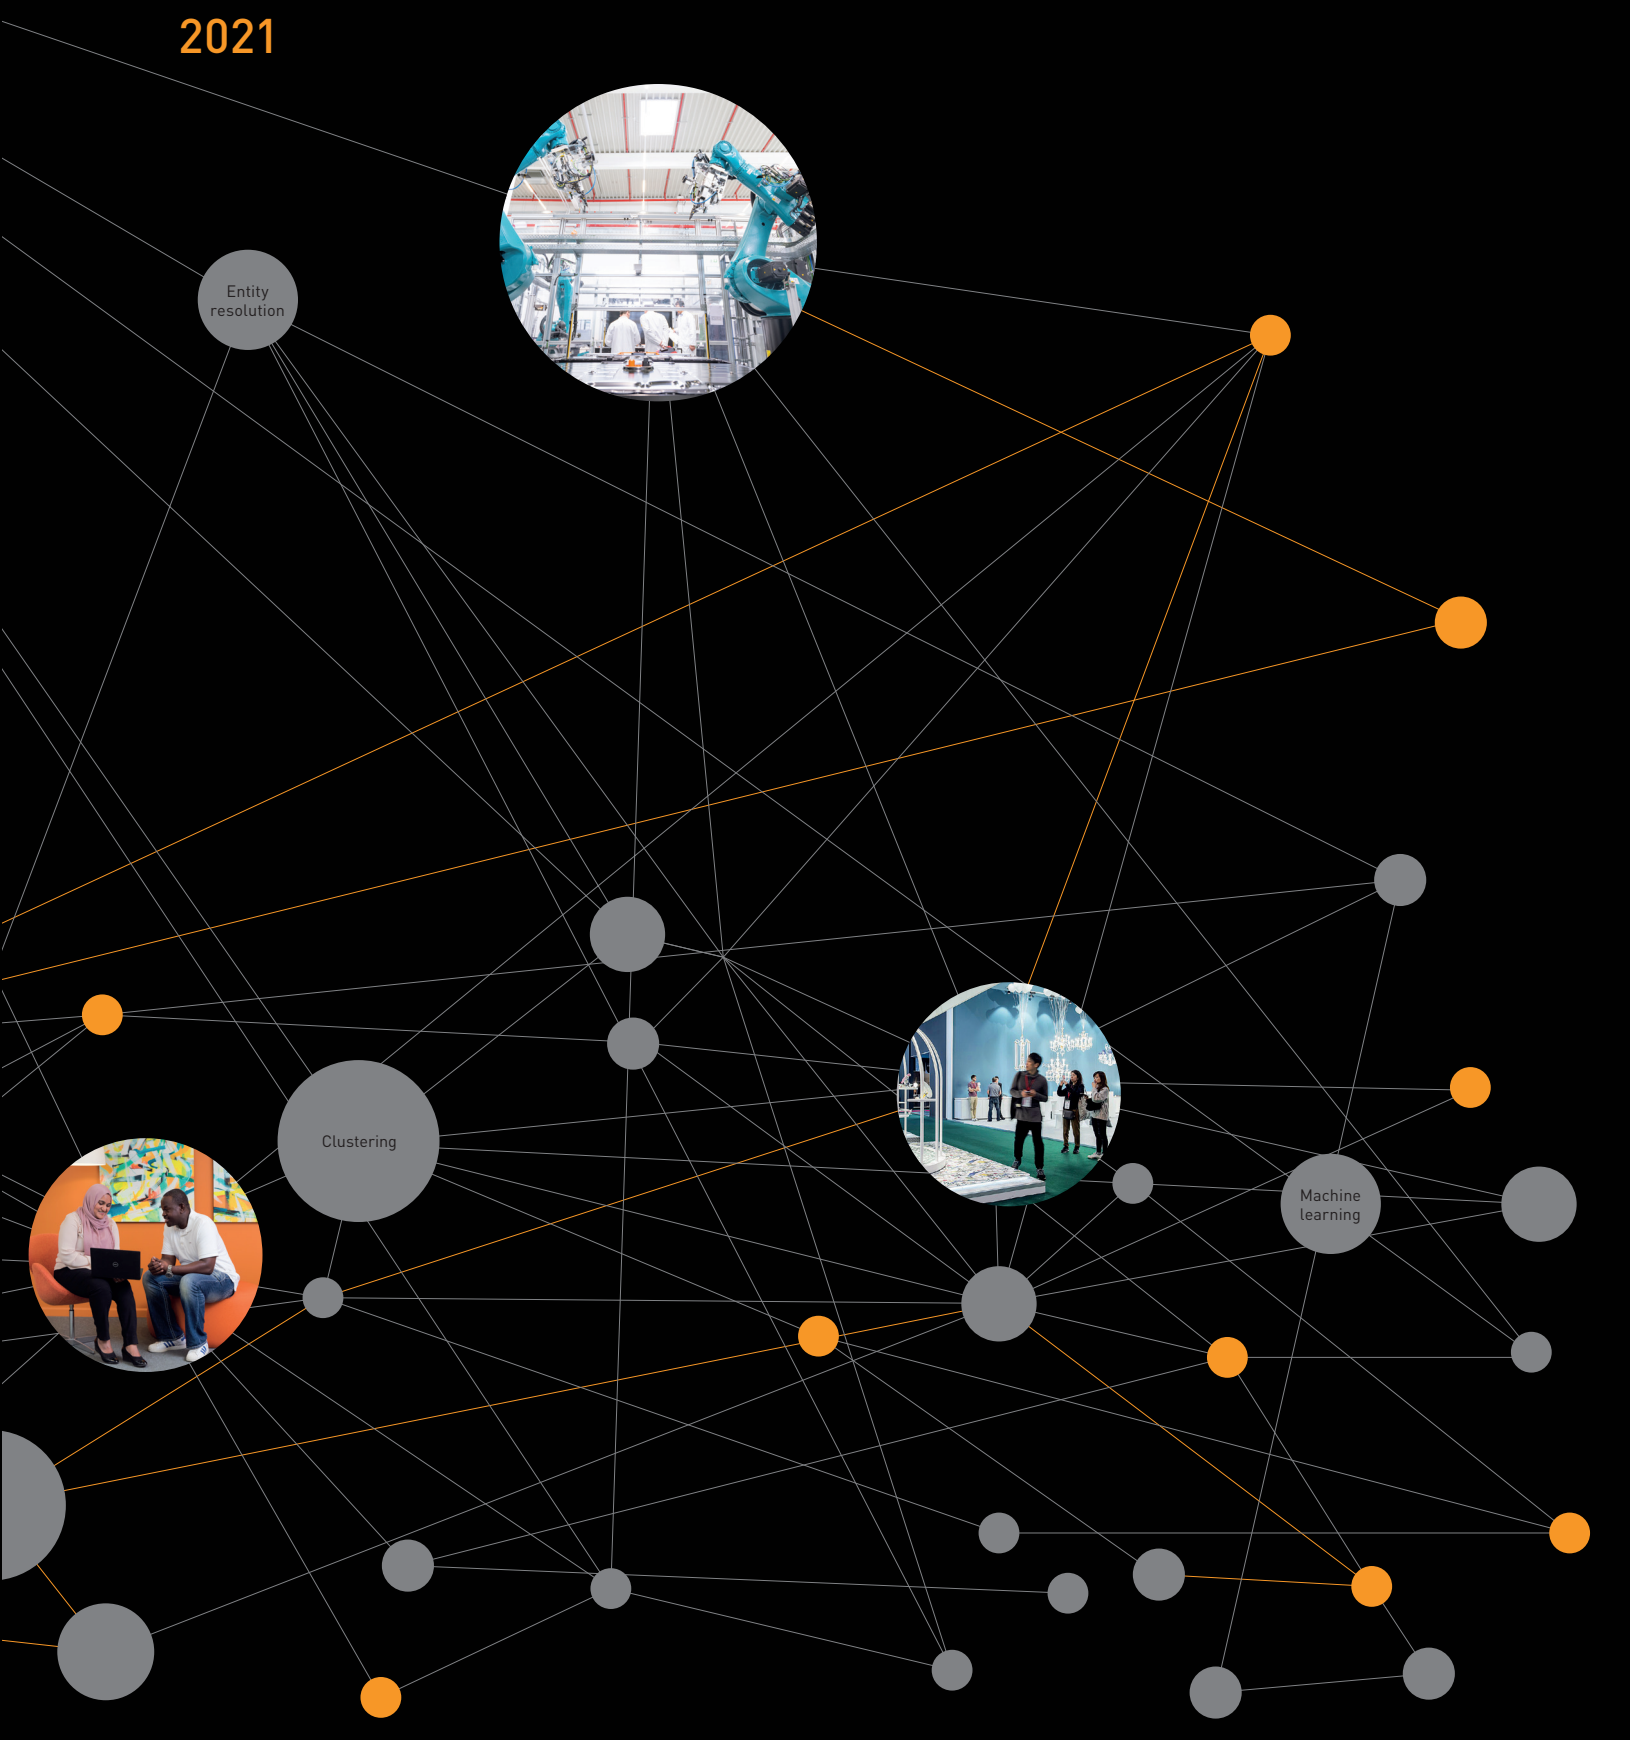 2021
Entity
resolution
Clustering
Machine
learning